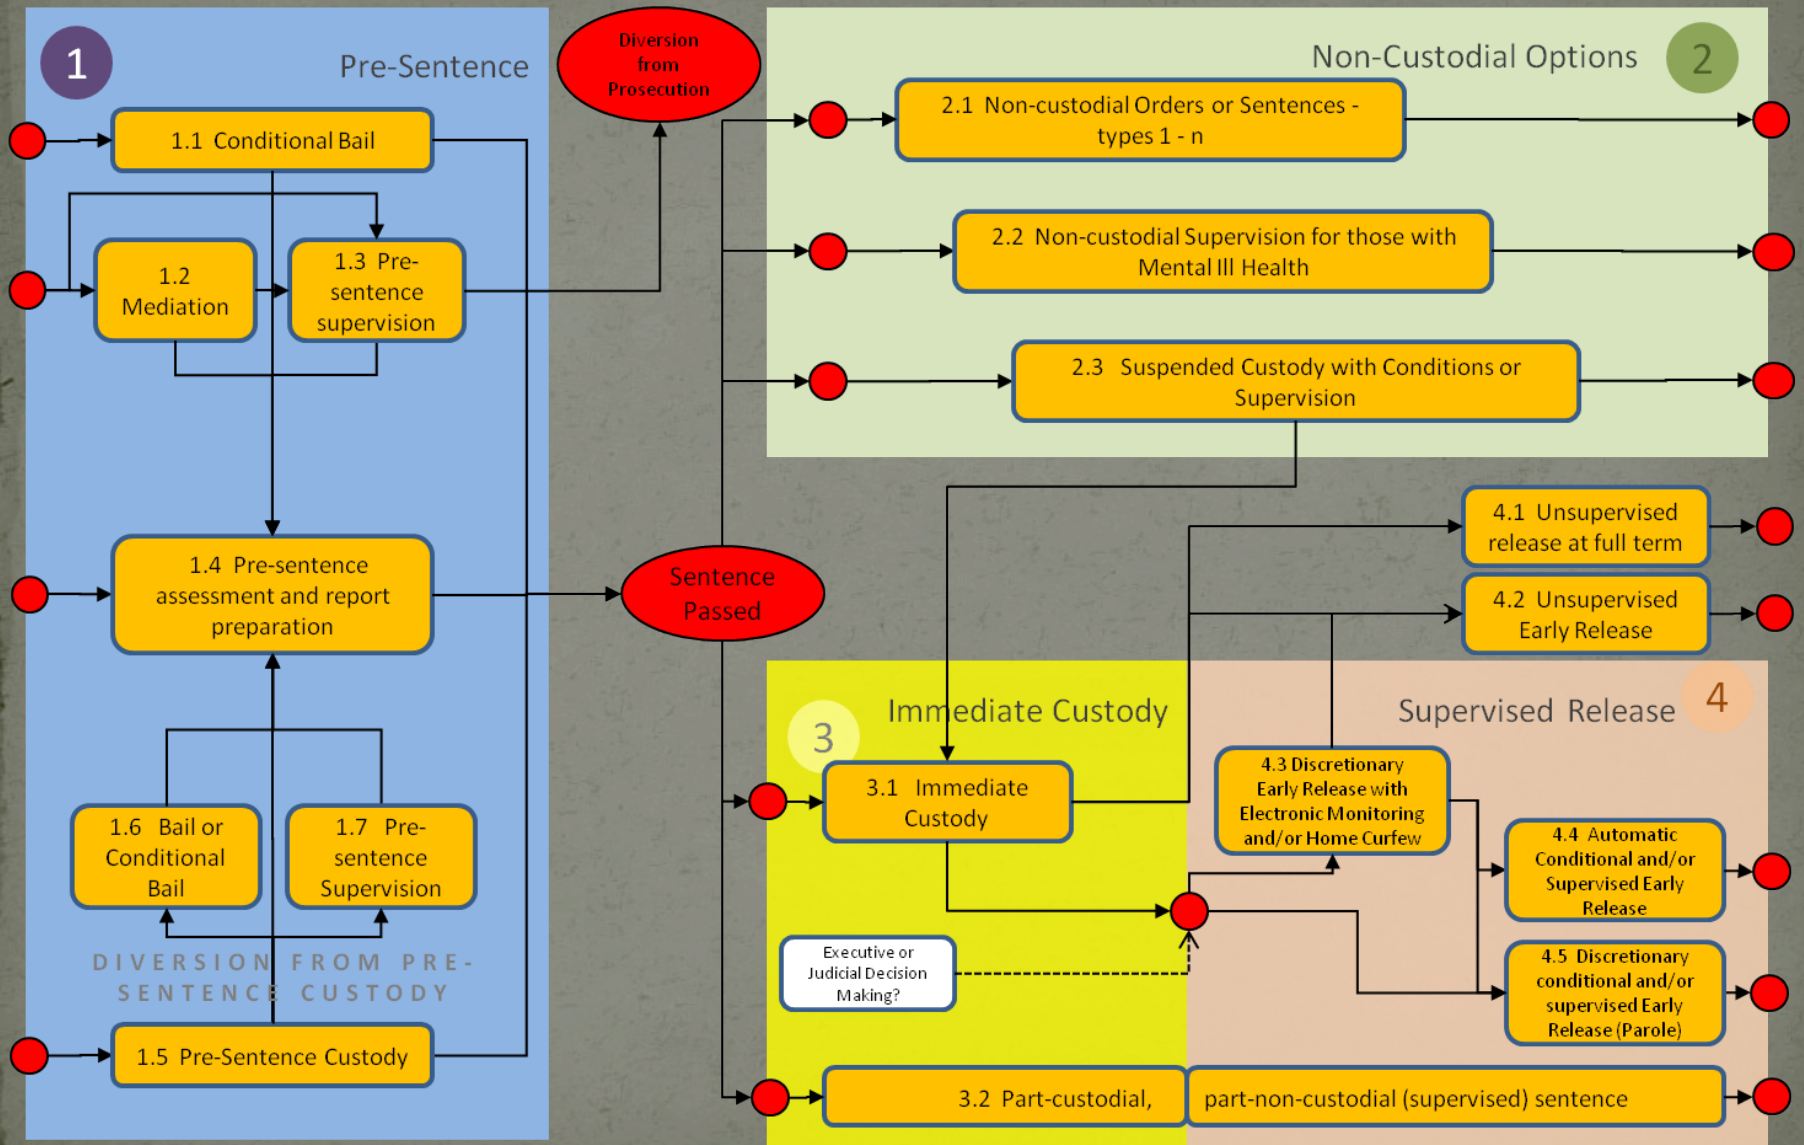 1
Pre-Sentence
1.1 Conditional Bail
1.2
Mediation
1.3 Pre-
sentence
supervision
1.4 Pre-sentence
assessment and report
preparation
1.6 Bail or
Conditional
Bail
1.7 Pre-
sentence
Supervision
DIVERSION FROM PRE-
SENTENCE CUSTODY
1.5 Pre-Sentence Custody
Diversion
from
Prosecution
Sentence
Passed
Non-Custodial Options
2
2.1 Non-custodial Orders or Sentences -
types 1 - n
2.2 Non-custodial Supervision for those with
Mental Ill Health
2.3 Suspended Custody with Conditions or
Supervision
4.1 Unsupervised
release at full term
4.2 Unsupervised
Early Release
3
Immediate Custody
3.1 Immediate
Custody
Executive or
Judicial Decision
Making?
Supervised Release
4
4.3 Discretionary
Early Release with
Electronic Monitoring
and/or Home Curfew
4.4 Automatic
Conditional and/or
Supervised Early
Release
4.5 Discretionary
conditional and/or
supervised Early
Release (Parole)
3.2 Part-custodial,
part-non-custodial (supervised) sentence